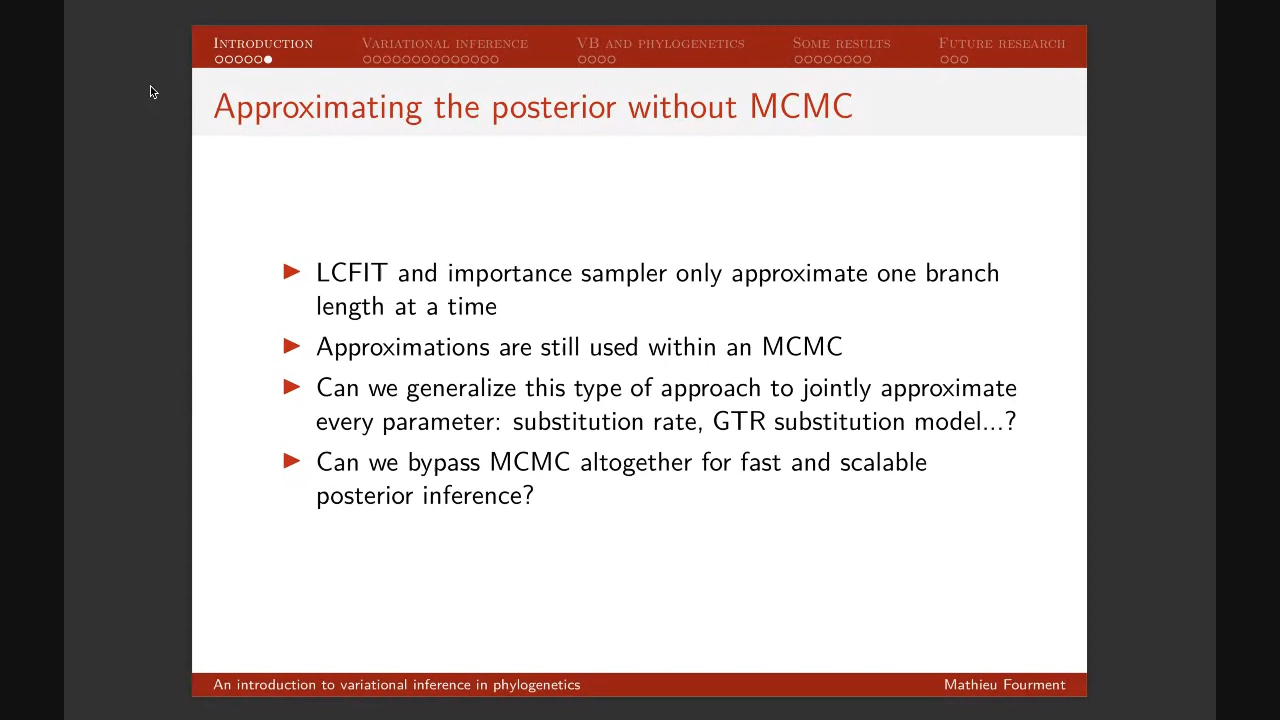 Introduction Variational inference VB and phylogenetics Some results Future research
Approximating the posterior without MCMC
LCFIT and importance sampler only approximate one branch
length at a time
Approximations are still used within an MCMC
Can we generalize this type of approach to jointly approximate
every parameter: substitution rate, GTR substitution model...?
Can we bypass MCMC altogether for fast and scalable
posterior inference?
An introduction to variational inference in phylogenetics Mathieu Fourment